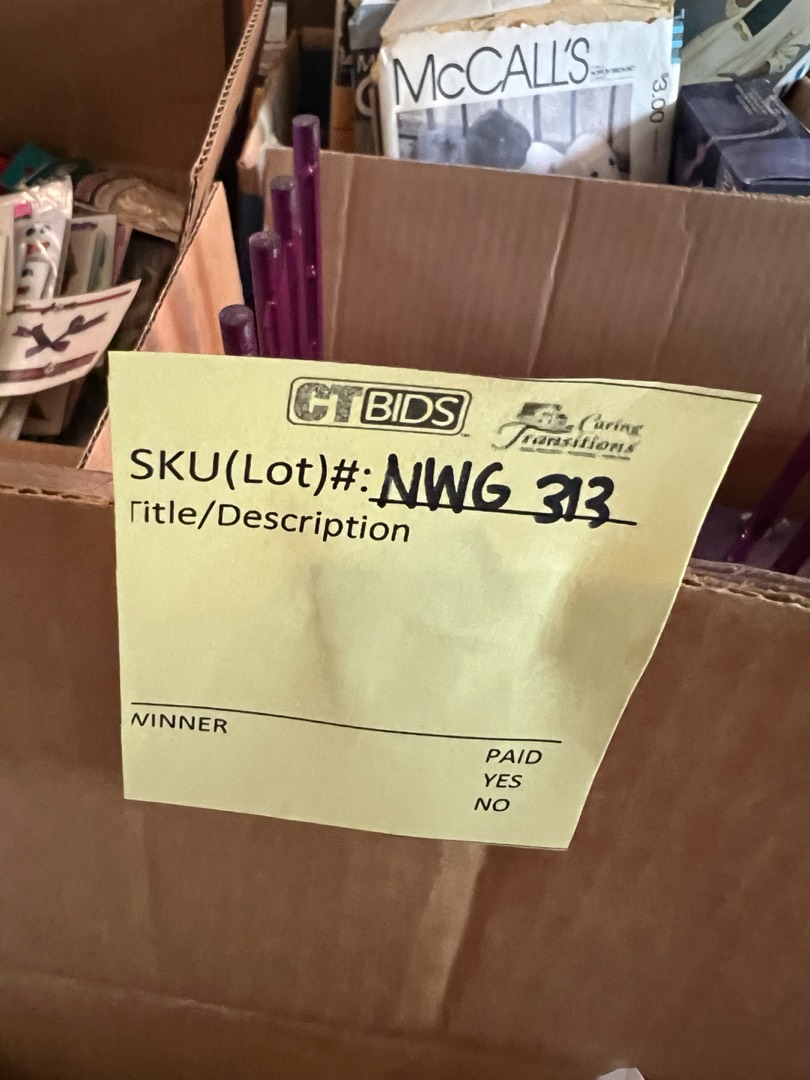 McCALL'S
$3.00
CTBIDS
Caring
Transitions
SKU(Lot)#: NWG 313
Title/Description
WINNER
PAID
YES
NO